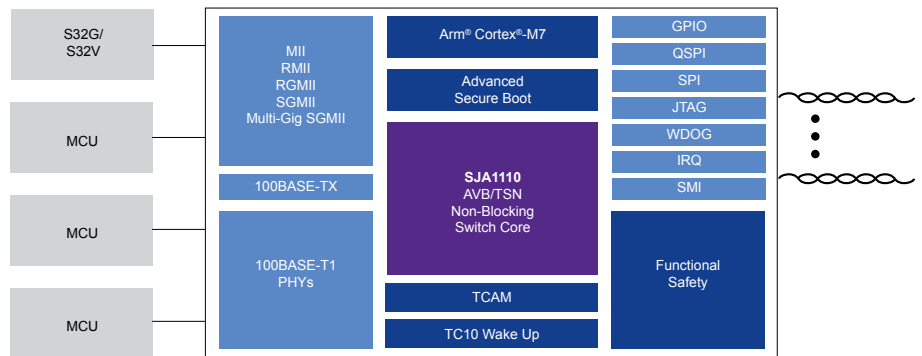 S32G/
S32V
MCU
MCU
MCU
MII
RMII
RGMII
SGMII
Multi-Gig SGMII
100BASE-TX
100BASE-T1
PHYs
Arm® Cortex®-M7
Advanced
Secure Boot
SJA1110
AVB/TSN
Non-Blocking
Switch Core
TCAM
TC10 Wake Up
GPIO
QSPI
SPI
JTAG
WDOG
IRQ
SMI
Functional
Safety